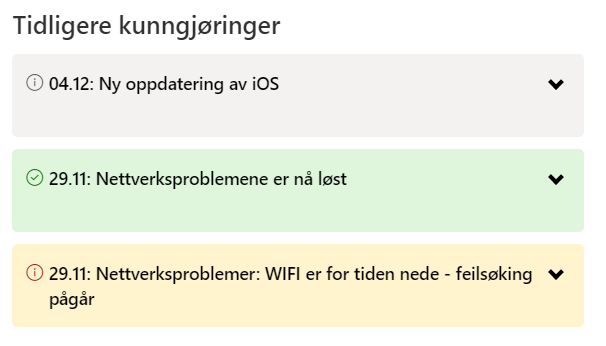 Tidligere kunngjøringer
04.12: Ny oppdatering av iOS
29.11: Nettverksproblemene er nå løst
29.11: Nettverksproblemer: WIFI er for tiden nede - feilsøking
pågår